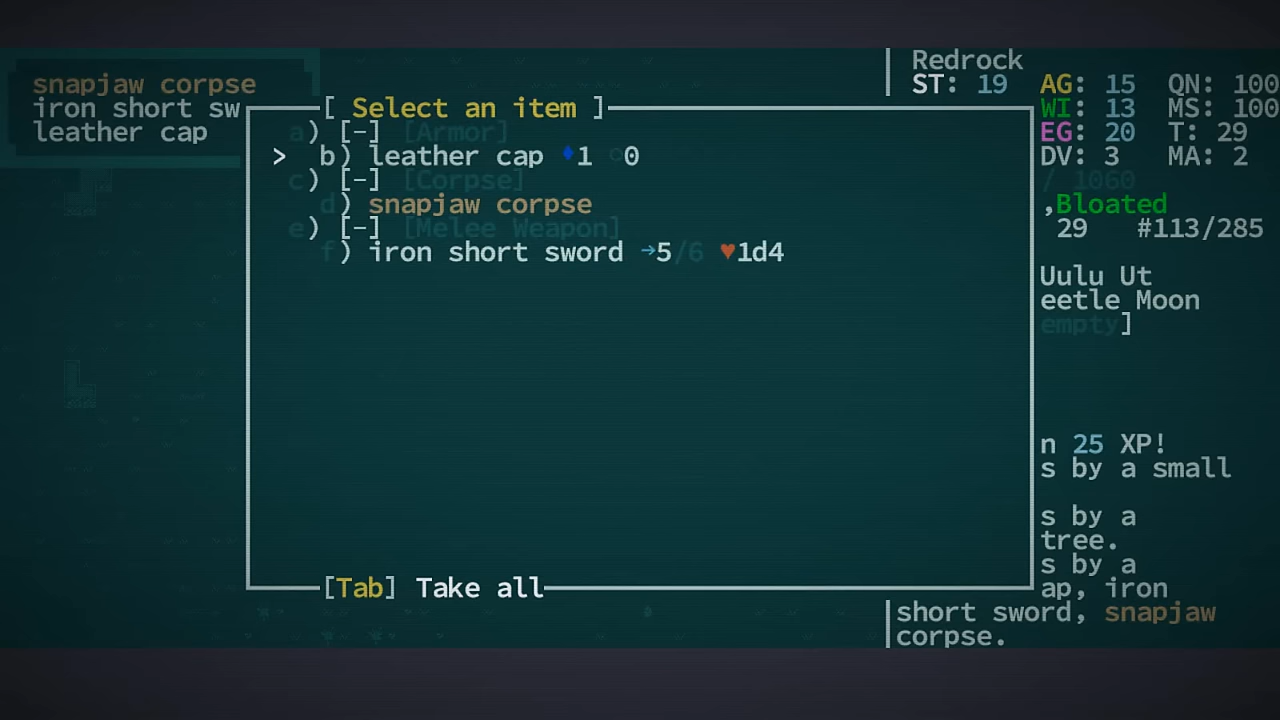 snapjaw corpse
iron short sw
leather cap
[ Select an item ]
a) [-] [Armor]
> b) leather cap ♦1 ○0
c) [-] [Corpse]
d) snapjaw corpse
e) [-] [Melee Weapon]
f) iron short sword →5/6 ♥1d4
[Tab] Take all
Redrock
ST: 19 AG: 15 QN: 100
WI: 13 MS: 100
EG: 20 T: 29
DV: 3 MA: 2
/ 1060
,Bloated
29 #113/285
Uulu Ut
eetle Moon
empty]
n 25 XP!
s by a small
s by a
tree.
s by a
ap, iron
short sword, snapjaw
corpse.